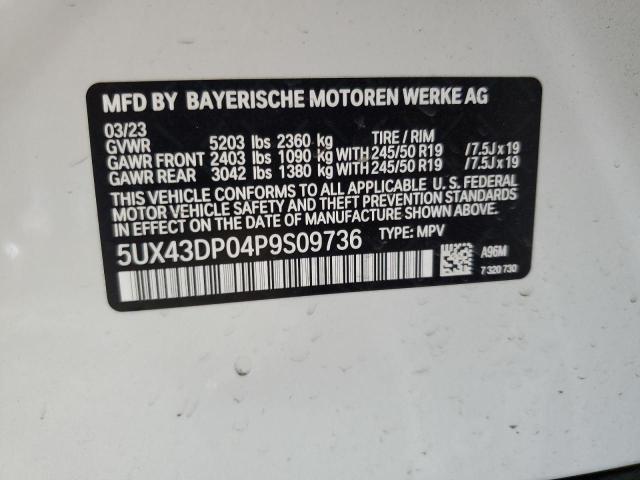 MFD BY BAYERISCHE MOTOREN WERKE AG
03/23
GVWR 5203 lbs 2360 kg TIRE / RIM
GAWR FRONT 2403 lbs 1090 kg WITH 245/50 R19 /7.5J x 19
GAWR REAR 3042 lbs 1380 kg WITH 245/50 R19 /7.5J x 19
THIS VEHICLE CONFORMS TO ALL APPLICABLE U. S. FEDERAL
MOTOR VEHICLE SAFETY AND THEFT PREVENTION STANDARDS
IN EFFECT ON THE DATE OF MANUFACTURE SHOWN ABOVE.
5UX43DP04P9S09736 TYPE: MPV
A96M
7 320 730